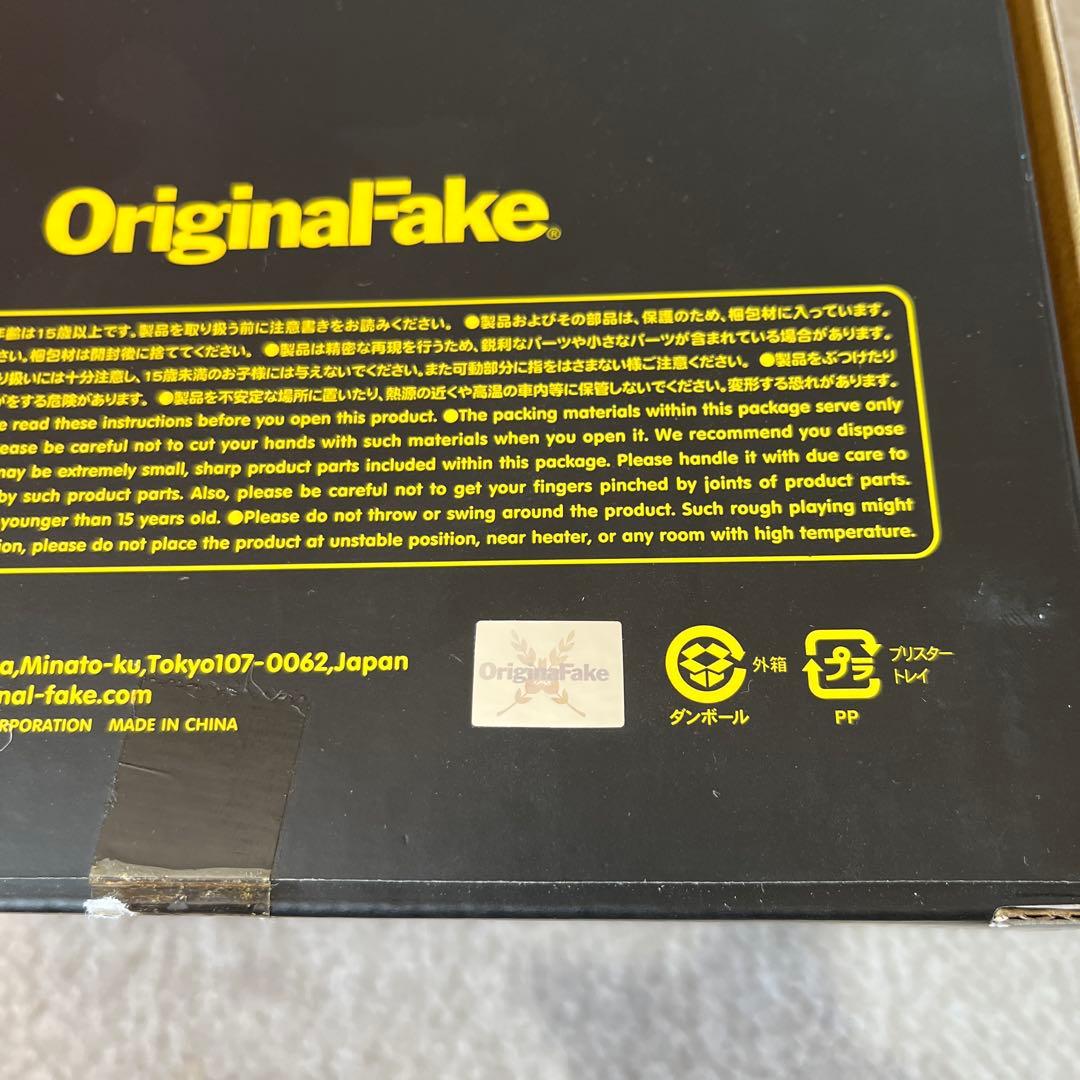 OriginalFake®
齢は15歳以上です。製品を取り扱う前に注意書きをお読みください。 ●製品およびその部品は、保護のため、梱包材に入っています。
さい。梱包材は開封後に捨ててください。 ●製品は精密な再現を行うため、鋭利なパーツや小さなパーツが含まれている場合があります。
り扱いには十分注意し、15歳未満のお子様には与えないでください。また可動部分に指をはさまない様ご注意ください。 ●製品をぶつけたり
をする危険があります。 ●製品を不安定な場所に置いたり、熱源の近くや高温の車内等に保管しないでください。変形する恐れがあります。
e read these instructions before you open this product. ●The packing materials within this package serve only
ease be careful not to cut your hands with such materials when you open it. We recommend you dispose
may be extremely small, sharp product parts included within this package. Please handle it with due care to
by such product parts. Also, please be careful not to get your fingers pinched by joints of product parts.
younger than 15 years old. ●Please do not throw or swing around the product. Such rough playing might
ion, please do not place the product at unstable position, near heater, or any room with high temperature.
a,Minato-ku,Tokyo107-0062,Japan
nal-fake.com
RPORATION MADE IN CHINA
OriginalFake
外箱
ダンボール
プラ
ブリスター
トレイ
PP